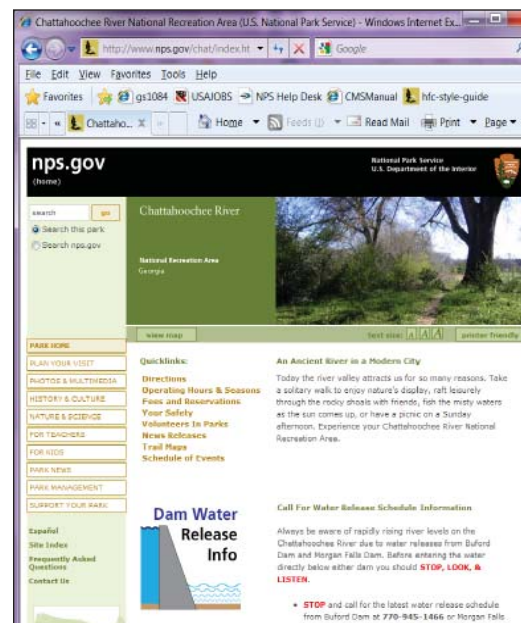 Chattahoochee River National Recreation Area (U.S. National Park Service) - Windows Internet Ex...
http://www.nps.gov/chat/index.ht
Google
File Edit View Favorites Tools Help
Favorites gs1084 USAJOBS NPS Help Desk CMSManual hfc-style-guide
Chattaho... X Home Feeds (J) Read Mail Print Page
nps.gov
(home)
National Park Service
U.S. Department of the Interior
search go
Search this park
Search nps.gov
Chattahoochee River
National Recreation Area
Georgia
view map text size: A A A printer friendly
PARK HOME
PLAN YOUR VISIT
PHOTOS & MULTIMEDIA
HISTORY & CULTURE
NATURE & SCIENCE
FOR TEACHERS
FOR KIDS
PARK NEWS
PARK MANAGEMENT
SUPPORT YOUR PARK
Español
Site Index
Frequently Asked
Questions
Contact Us
Quicklinks:
Directions
Operating Hours & Seasons
Fees and Reservations
Your Safety
Volunteers In Parks
News Releases
Trail Maps
Schedule of Events
An Ancient River in a Modern City
Today the river valley attracts us for so many reasons. Take
a solitary walk to enjoy nature's display, raft leisurely
through the rocky shoals with friends, fish the misty waters
as the sun comes up, or have a picnic on a Sunday
afternoon. Experience your Chattahoochee River National
Recreation Area.
Dam Water
Release
Info
Call For Water Release Schedule Information
Always be aware of rapidly rising river levels on the
Chattahoochee River due to water releases from Buford
Dam and Morgan Falls Dam. Before entering the water
directly below either dam you should STOP, LOOK, &
LISTEN.
• STOP and call for the latest water release schedule
from Buford Dam at 770-945-1466 or Morgan Falls